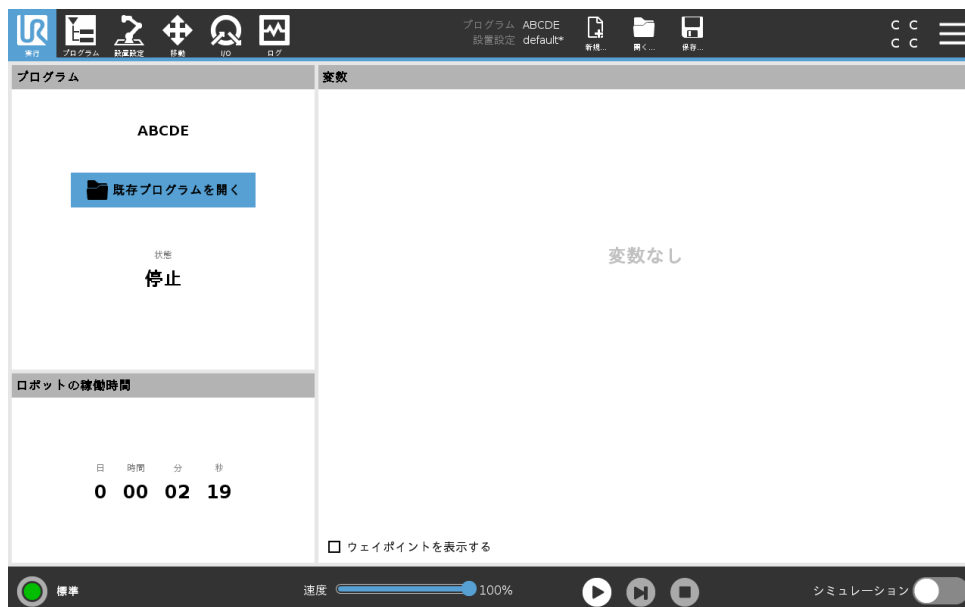 UR
実行
プログラム
設置設定
移動
I/O
ログ
プログラム ABCDE
設置設定 default*
新規...
開く...
保存...
C C
C C
プログラム
ABCDE
既存プログラムを開く
状態
停止
変数
変数なし
ロボットの稼働時間
日 時間 分 秒
0 00 02 19
ウェイポイントを表示する
標準
速度 100%
シミュレーション